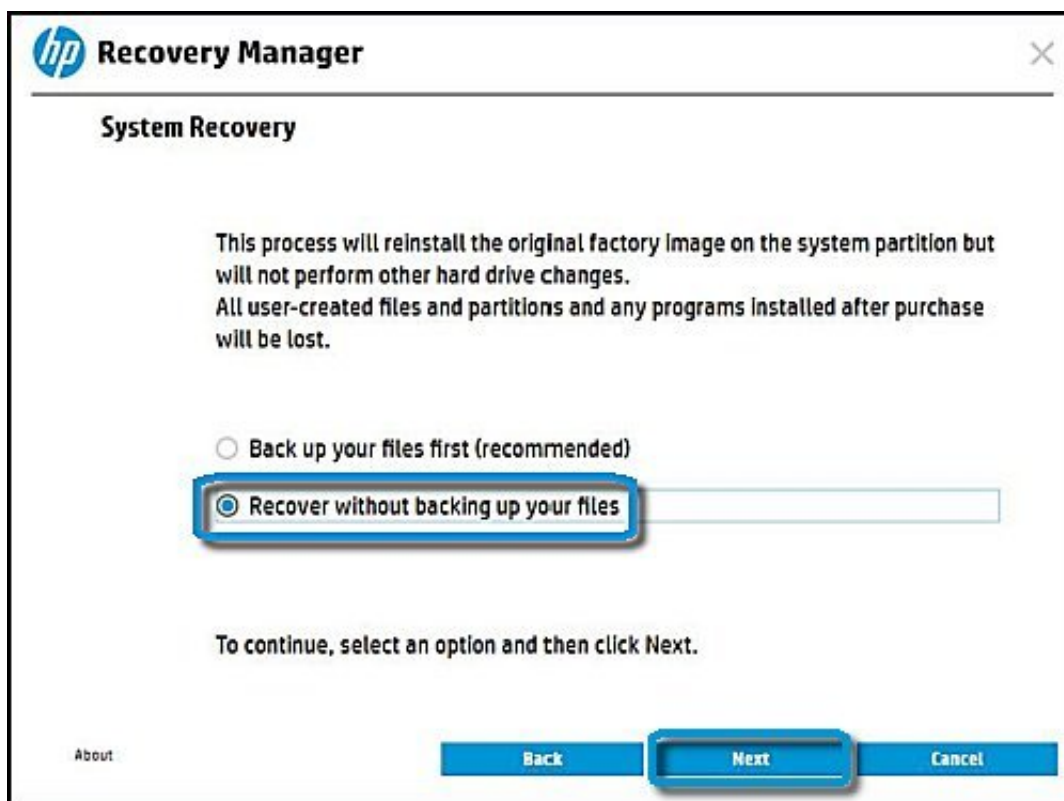 hp Recovery Manager
System Recovery
This process will reinstall the original factory image on the system partition but
will not perform other hard drive changes.
All user-created files and partitions and any programs installed after purchase
will be lost.
Back up your files first (recommended)
Recover without backing up your files
To continue, select an option and then click Next.
About
Back
Next
Cancel